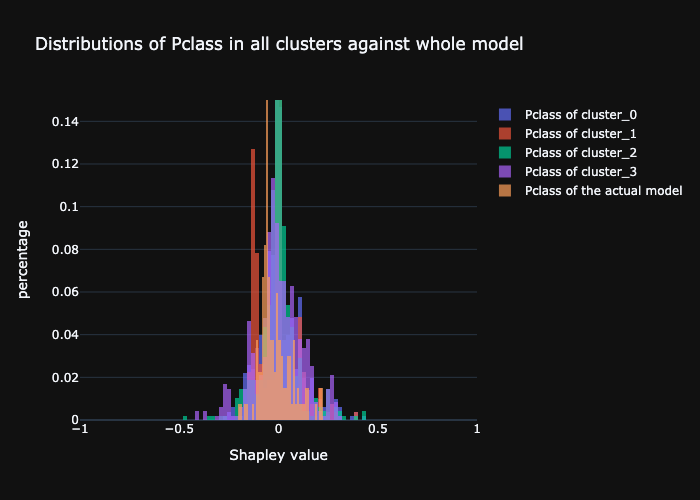 Distributions of Pclass in all clusters against whole model
Pclass of cluster_0
Pclass of cluster_1
Pclass of cluster_2
Pclass of cluster_3
Pclass of the actual model
percentage
0.14
0.12
0.1
0.08
0.06
0.04
0.02
0
−1
−0.5
0
0.5
1
Shapley value